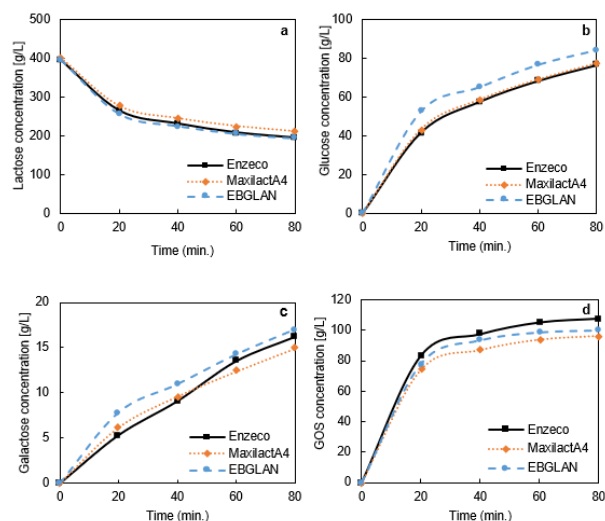 a
Lactose concentration [g/L]
500
400
300
200
100
0
Enzeco
MaxilactA4
EBGLAN
0 20 40 60 80
Time (min.)
b
Glucose concentration [g/L]
100
80
60
40
20
0
Enzeco
MaxilactA4
EBGLAN
0 20 40 60 80
Time (min.)
c
Galactose concentration [g/L]
20
15
10
5
0
Enzeco
MaxilactA4
EBGLAN
0 20 40 60 80
Time (min.)
d
GOS concentration [g/L]
120
100
80
60
40
20
0
Enzeco
MaxilactA4
EBGLAN
0 20 40 60 80
Time (min.)